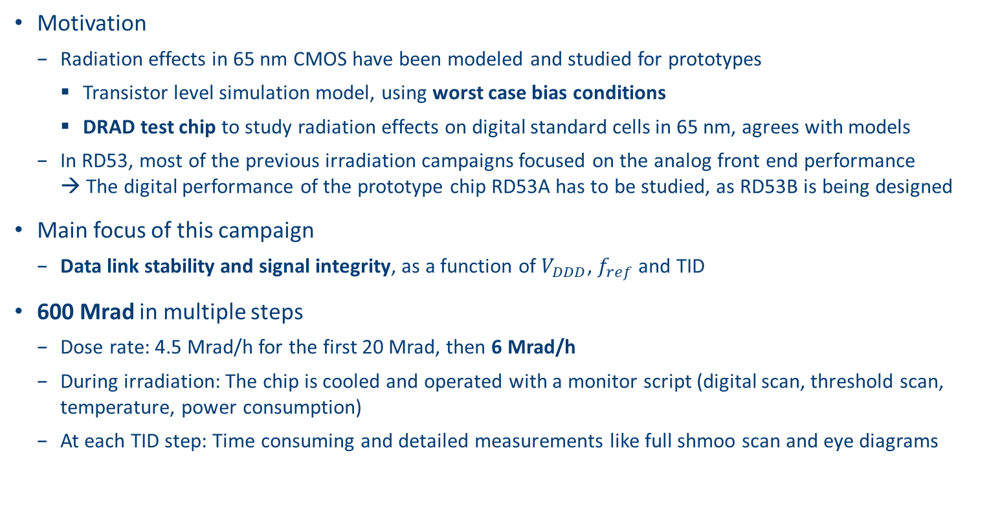 • Motivation
– Radiation effects in 65 nm CMOS have been modeled and studied for prototypes
▪ Transistor level simulation model, using worst case bias conditions
▪ DRAD test chip to study radiation effects on digital standard cells in 65 nm, agrees with models
– In RD53, most of the previous irradiation campaigns focused on the analog front end performance
→ The digital performance of the prototype chip RD53A has to be studied, as RD53B is being designed
• Main focus of this campaign
– Data link stability and signal integrity, as a function of V_DDD, f_ref and TID
• 600 Mrad in multiple steps
– Dose rate: 4.5 Mrad/h for the first 20 Mrad, then 6 Mrad/h
– During irradiation: The chip is cooled and operated with a monitor script (digital scan, threshold scan,
temperature, power consumption)
– At each TID step: Time consuming and detailed measurements like full shmoo scan and eye diagrams